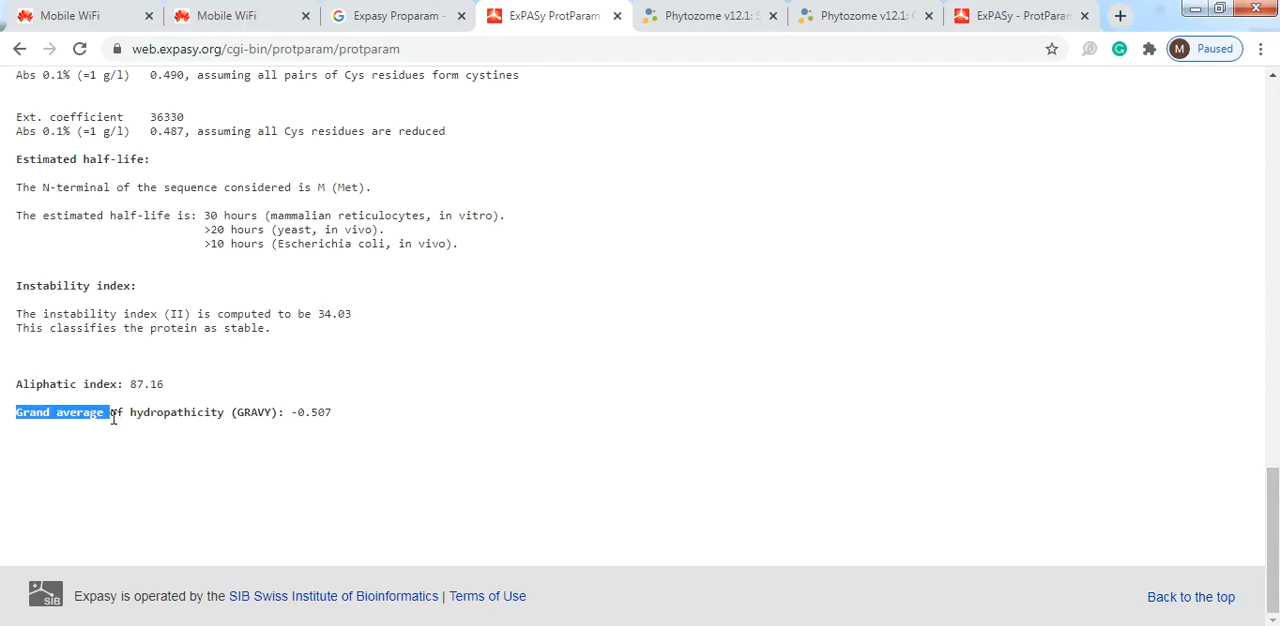 Mobile WiFi
Mobile WiFi
Expasy Proparam -
ExPASy ProtParam
Phytozome v12.1: S
Phytozome v12.1:
ExPASy - ProtParam
web.expasy.org/cgi-bin/protparam/protparam
M Paused
Abs 0.1% (=1 g/l) 0.490, assuming all pairs of Cys residues form cystines
Ext. coefficient 36330
Abs 0.1% (=1 g/l) 0.487, assuming all Cys residues are reduced
Estimated half-life:
The N-terminal of the sequence considered is M (Met).
The estimated half-life is: 30 hours (mammalian reticulocytes, in vitro).
>20 hours (yeast, in vivo).
>10 hours (Escherichia coli, in vivo).
Instability index:
The instability index (II) is computed to be 34.03
This classifies the protein as stable.
Aliphatic index: 87.16
Grand average of hydropathicity (GRAVY): -0.507
SIB
Expasy is operated by the SIB Swiss Institute of Bioinformatics | Terms of Use
Back to the top